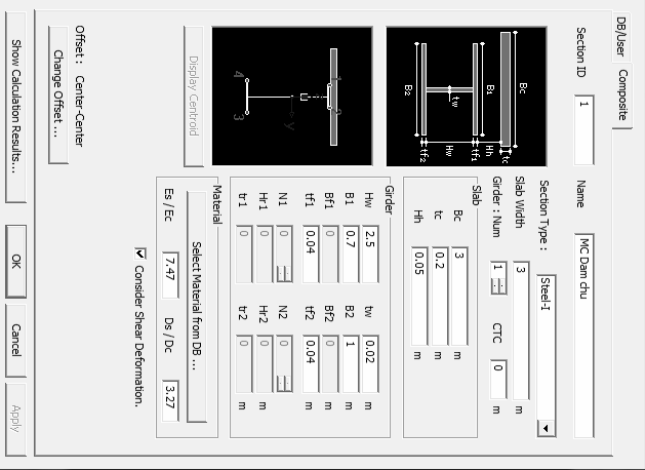 DB/User Composite
Section ID 1 Name MC Dam chu
Section Type : Steel-I
Slab Width 3 m
Girder : Num 1 CTC 0 m
Bc
tc
Hh
B1
tf1
tw
Hw
B2
tf2
Slab
Bc 3 m
tc 0.2 m
Hh 0.05 m
Girder
Hw 2.5 tw 0.02 m
B1 0.7 B2 1 m
Bf1 0 Bf2 0 m
tf1 0.04 tf2 0.04 m
N1 0 N2 0
Hr1 0 Hr2 0 m
tr1 0 tr2 0 m
4 3
Display Centroid
Material
Select Material from DB ...
Es / Ec 7.47 Ds / Dc 3.27
Consider Shear Deformation.
Offset : Center-Center
Change Offset ...
Show Calculation Results... OK Cancel Apply